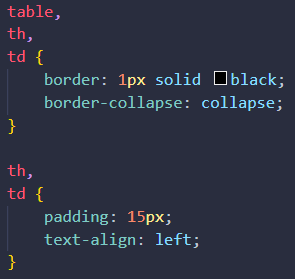 table,
th,
td {
    border: 1px solid black;
    border-collapse: collapse;
}

th,
td {
    padding: 15px;
    text-align: left;
}